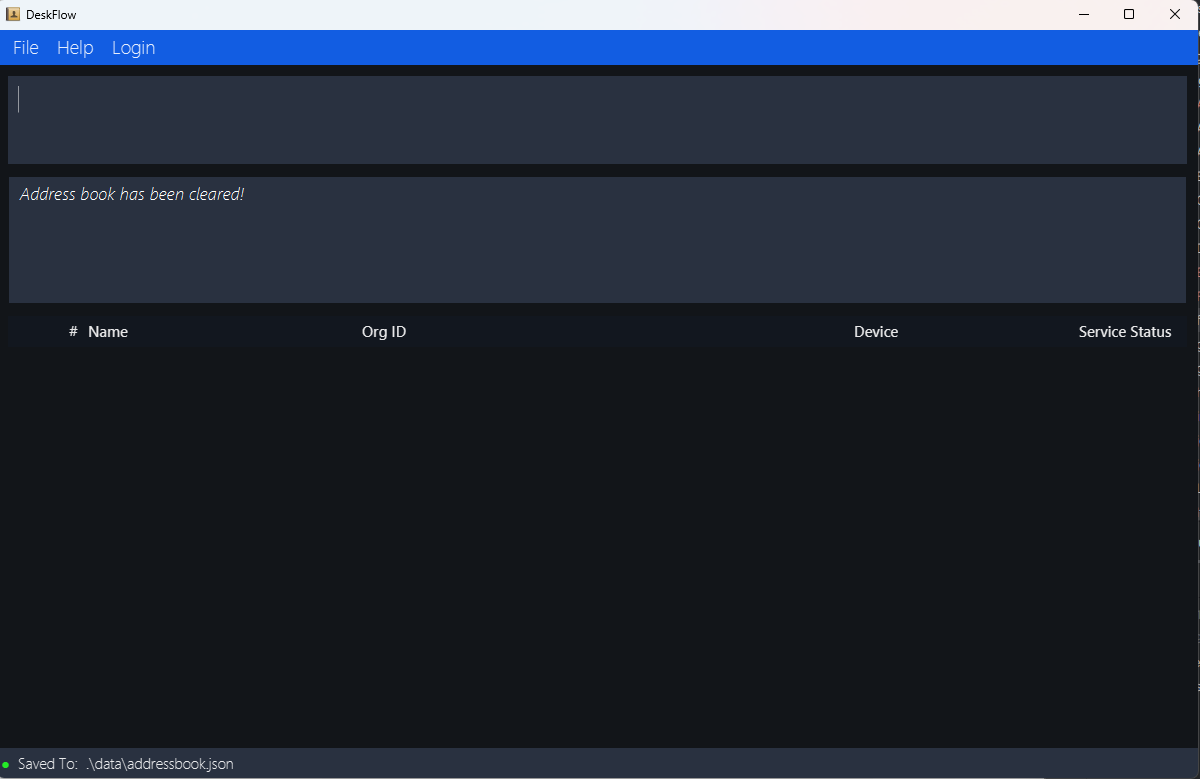 DeskFlow
File Help Login
Address book has been cleared!
# Name Org ID Device Service Status
Saved To: .\data\addressbook.json